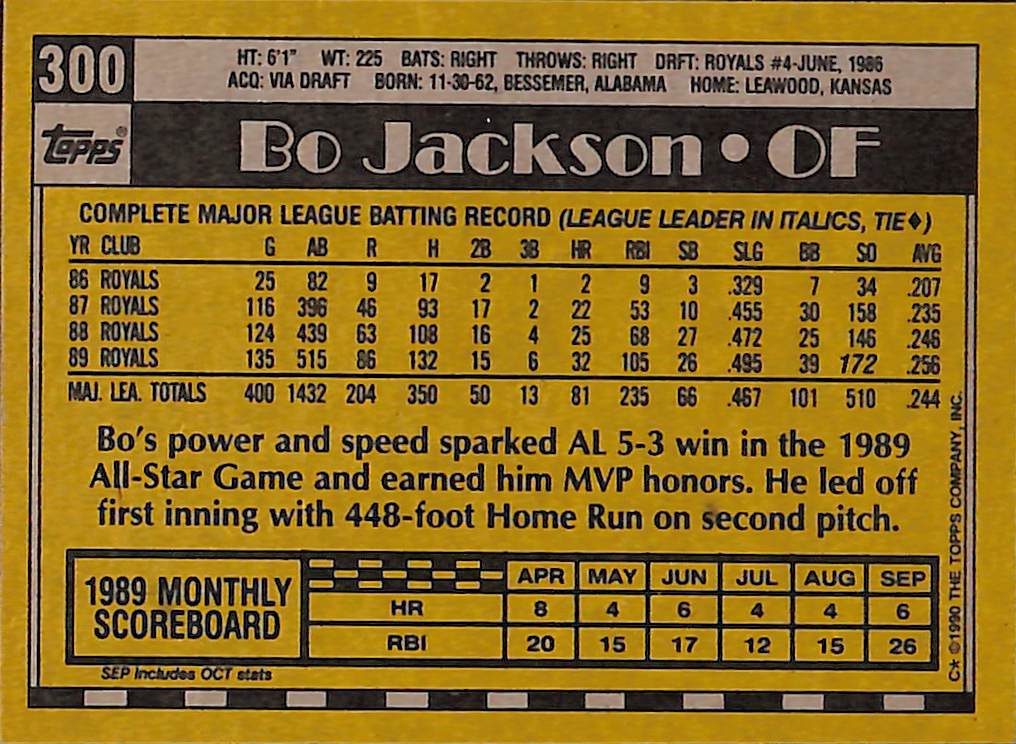 300
HT: 6'1" WT: 225 BATS: RIGHT THROWS: RIGHT DRFT: ROYALS #4-JUNE, 1986
ACQ: VIA DRAFT BORN: 11-30-62, BESSEMER, ALABAMA HOME: LEAWOOD, KANSAS
topps®
Bo Jackson • OF
COMPLETE MAJOR LEAGUE BATTING RECORD (LEAGUE LEADER IN ITALICS, TIE♦)
YR CLUB G AB R H 2B 3B HR RBI SB SLG BB SO AVG
86 ROYALS 25 82 9 17 2 1 2 9 3 .329 7 34 .207
87 ROYALS 116 396 46 93 17 2 22 53 10 .455 30 158 .235
88 ROYALS 124 439 63 108 16 4 25 68 27 .472 25 146 .246
89 ROYALS 135 515 86 132 15 6 32 105 26 .495 39 172 .256
MAJ. LEA. TOTALS 400 1432 204 350 50 13 81 235 66 .467 101 510 .244
Bo's power and speed sparked AL 5-3 win in the 1989
All-Star Game and earned him MVP honors. He led off
first inning with 448-foot Home Run on second pitch.
1989 MONTHLY
SCOREBOARD
APR MAY JUN JUL AUG SEP
HR 8 4 6 4 4 6
RBI 20 15 17 12 15 26
SEP Includes OCT stats
C* ©1990 THE TOPPS COMPANY, INC.